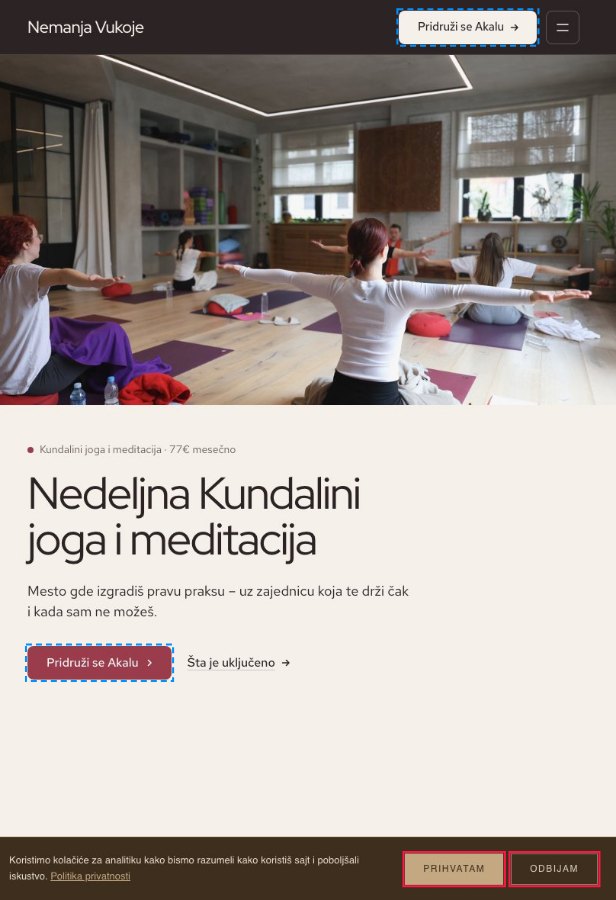 Nemanja Vukoje
Pridruži se Akalu →
Kundalini joga i meditacija · 77€ mesečno
Nedeljna Kundalini
joga i meditacija
Mesto gde izgradiš pravu praksu – uz zajednicu koja te drži čak
i kada sam ne možeš.
Pridruži se Akalu ›
Šta je uključeno →
Koristimo kolačiće za analitiku kako bismo razumeli kako koristiš sajt i poboljšali
iskustvo. Politika privatnosti
PRIHVATAM
ODBIJAM